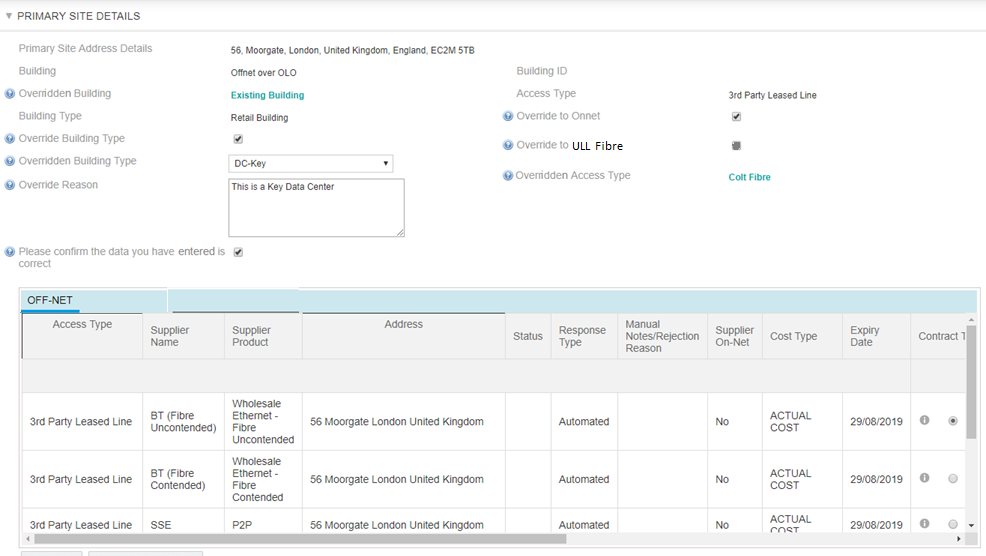 PRIMARY SITE DETAILS
Primary Site Address Details
56, Moorgate, London, United Kingdom, England, EC2M 5TB
Building
Offnet over OLO
Building ID
Overridden Building
Existing Building
Access Type
3rd Party Leased Line
Building Type
Retail Building
Override to Onnet
Override Building Type
Override to ULL Fibre
Overridden Building Type
DC-Key
Overridden Access Type
Colt Fibre
Override Reason
This is a Key Data Center
Please confirm the data you have entered is
correct
OFF-NET
Access Type
Supplier
Name
Supplier
Product
Address
Status
Response
Type
Manual
Notes/Rejection
Reason
Supplier
On-Net
Cost Type
Expiry
Date
Contract T
3rd Party Leased Line
BT (Fibre
Uncontended)
Wholesale
Ethernet -
Fibre
Uncontended
56 Moorgate London United Kingdom
Automated
No
ACTUAL
COST
29/08/2019
3rd Party Leased Line
BT (Fibre
Contended)
Wholesale
Ethernet -
Fibre
Contended
56 Moorgate London United Kingdom
Automated
No
ACTUAL
COST
29/08/2019
3rd Party Leased Line
SSE
P2P
56 Moorgate London United Kingdom
Automated
No
ACTUAL
COST
29/08/2019